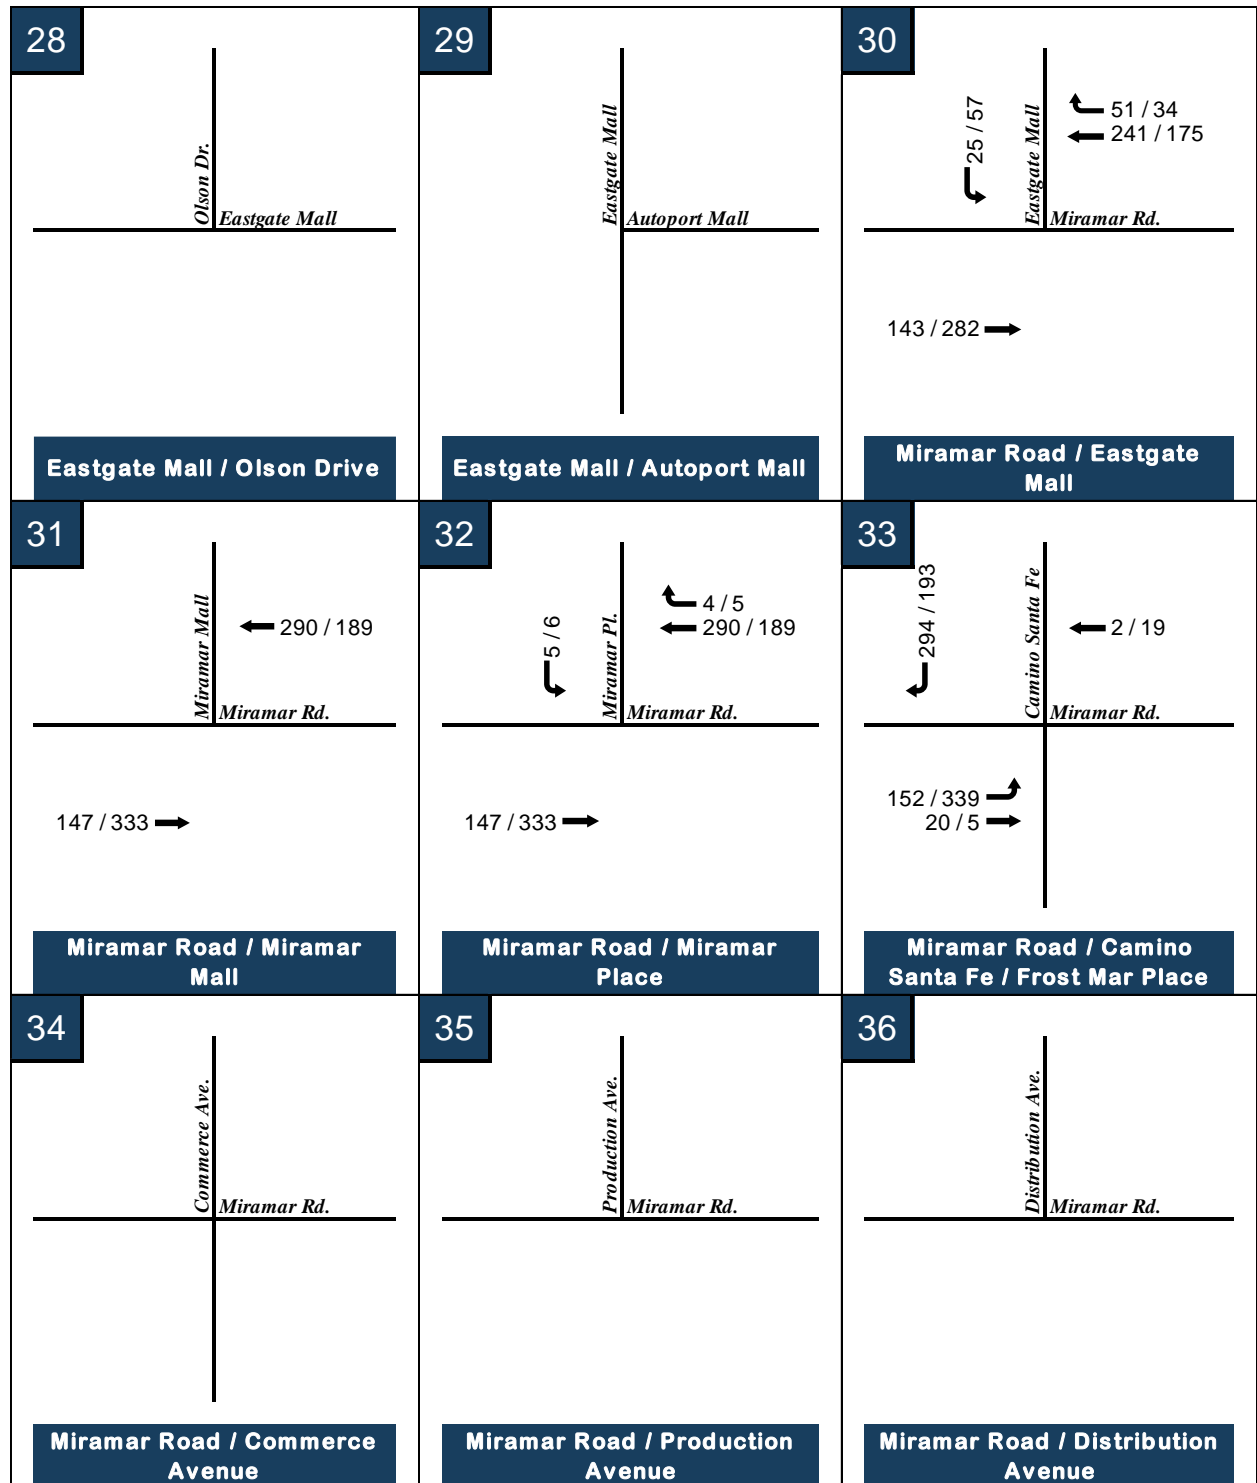 28
Olson Dr.
Eastgate Mall
Eastgate Mall / Olson Drive
29
Eastgate Mall
Autoport Mall
Eastgate Mall / Autoport Mall
30
25 / 57
Eastgate Mall
51 / 34
241 / 175
Miramar Rd.
143 / 282
Miramar Road / Eastgate
Mall
31
Miramar Mall
290 / 189
Miramar Rd.
147 / 333
Miramar Road / Miramar
Mall
32
5 / 6
Miramar Pl.
4 / 5
290 / 189
Miramar Rd.
147 / 333
Miramar Road / Miramar
Place
33
294 / 193
Camino Santa Fe
2 / 19
Miramar Rd.
152 / 339
20 / 5
Miramar Road / Camino
Santa Fe / Frost Mar Place
34
Commerce Ave.
Miramar Rd.
Miramar Road / Commerce
Avenue
35
Production Ave.
Miramar Rd.
Miramar Road / Production
Avenue
36
Distribution Ave.
Miramar Rd.
Miramar Road / Distribution
Avenue